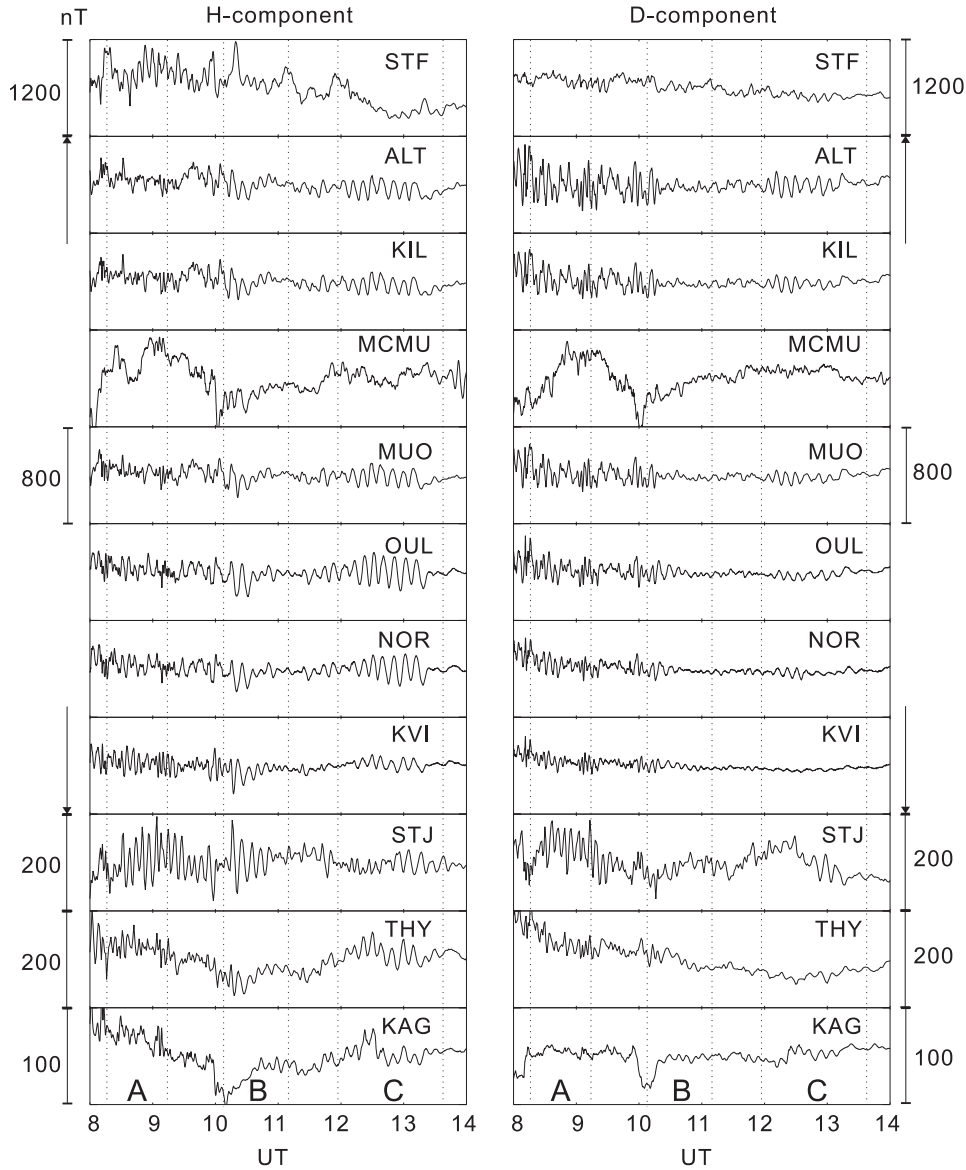 nT H-component D-component
STF STF
1200 1200
ALT ALT
KIL KIL
MCMU MCMU
MUO MUO
800 800
OUL OUL
NOR NOR
KVI KVI
STJ STJ
200 200
THY THY
200 200
KAG KAG
100 100
A B C A B C
8 9 10 11 12 13 14 8 9 10 11 12 13 14
UT UT